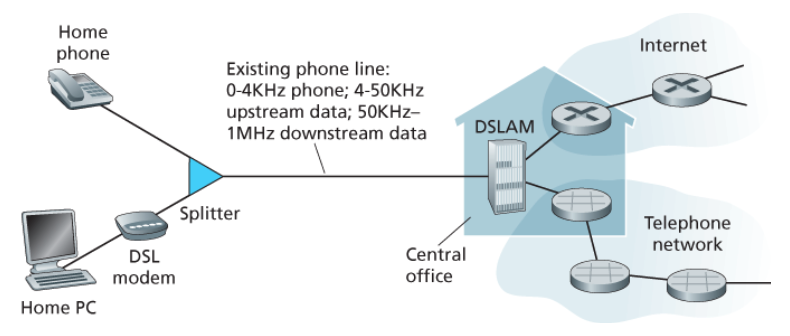 Home
phone
Existing phone line:
0-4KHz phone; 4-50KHz
upstream data; 50KHz–
1MHz downstream data
Internet
DSLAM
Splitter
DSL
modem
Home PC
Central
office
Telephone
network